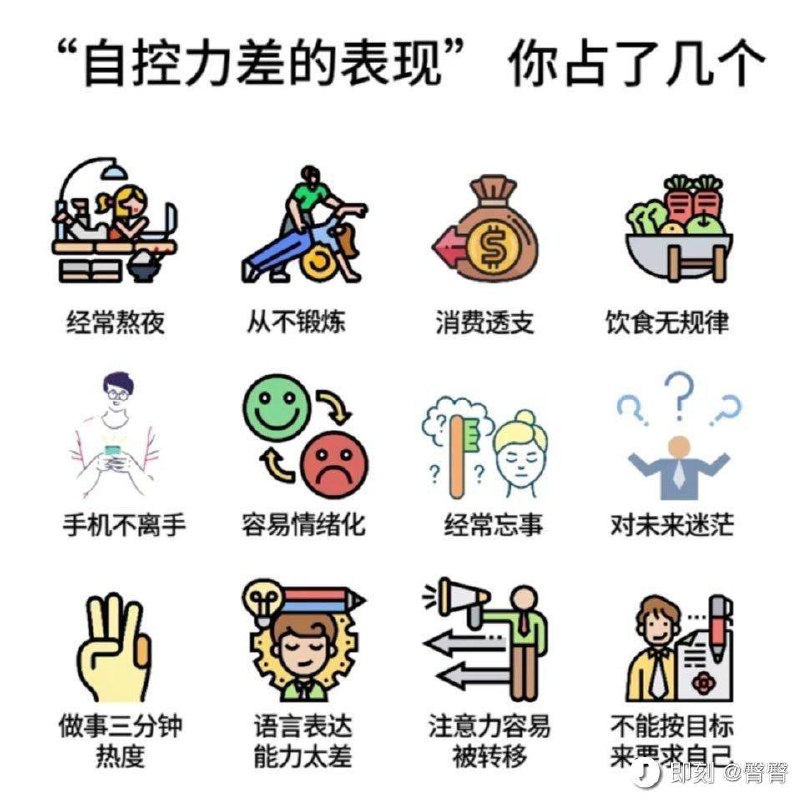 “自控力差的表现” 你占了几个
经常熬夜
从不锻炼
消费透支
饮食无规律
手机不离手
容易情绪化
经常忘事
对未来迷茫
做事三分钟
热度
语言表达
能力太差
注意力容易
被转移
不能按目标
来要求自己
即刻 @臀臀